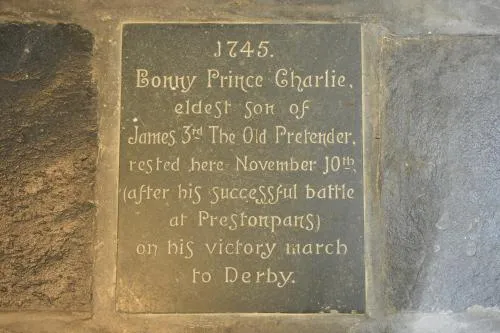 1745.
Bonny Prince Charlie,
eldest son of
James 3rd The Old Pretender,
rested here November 10th
(after his successful battle
at Prestonpans)
on his victory march
to Derby.